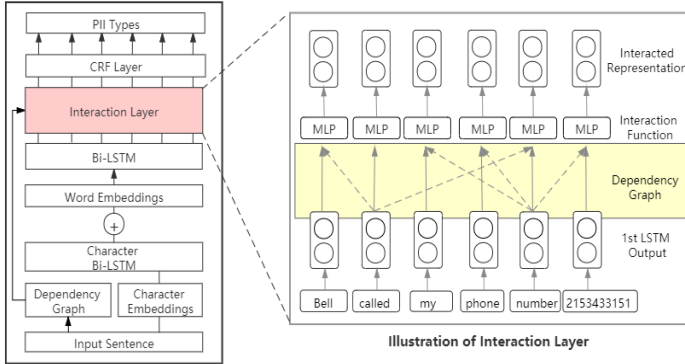 PII Types
CRF Layer
Interaction Layer
Bi-LSTM
Word Embeddings
+
Character
Bi-LSTM
Dependency
Graph
Character
Embeddings
Input Sentence
Interacted
Representation
MLP MLP MLP MLP MLP MLP
Interaction
Function
Dependency
Graph
1st LSTM
Output
Bell called my phone number 2153433151
Illustration of Interaction Layer